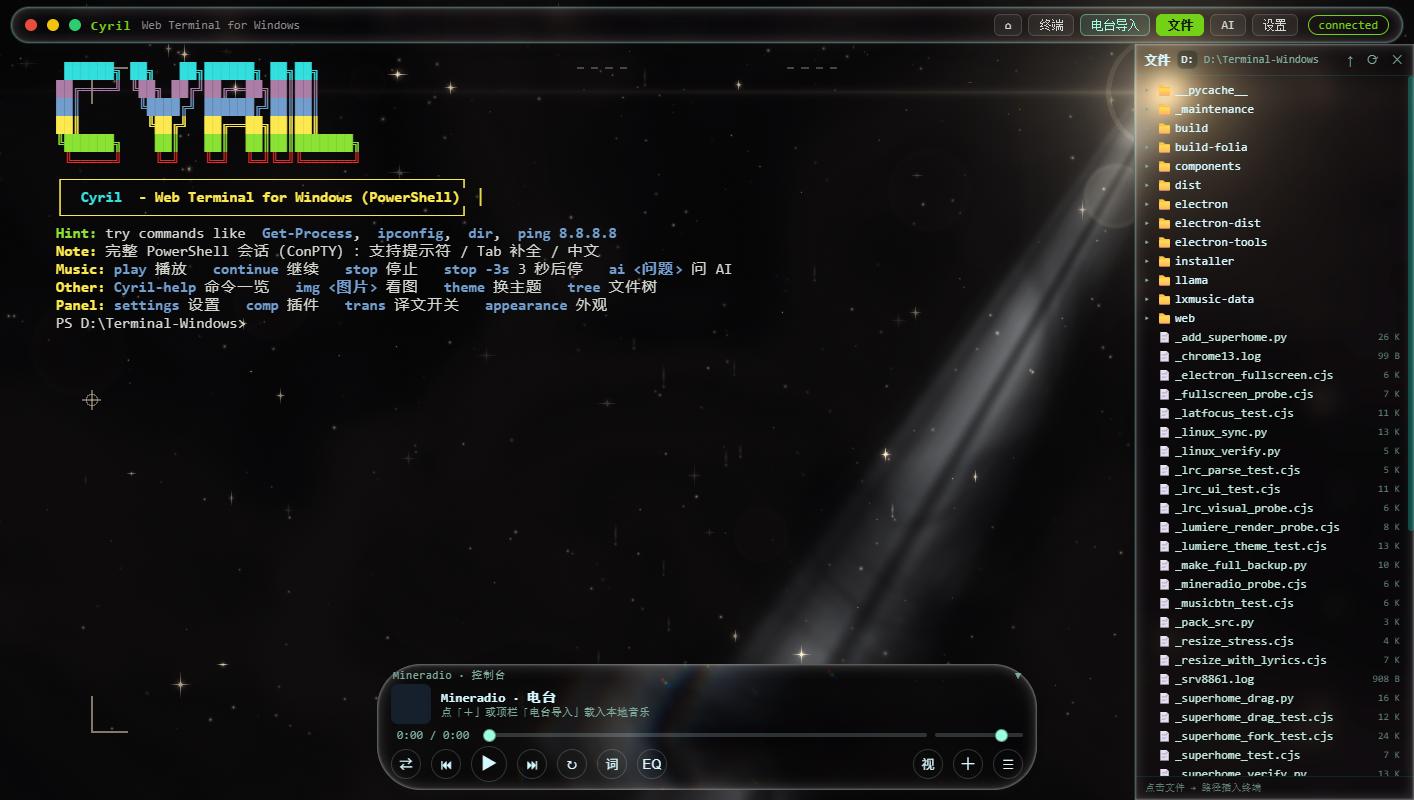 Cyril Web Terminal for Windows
⌂ 终端 电台导入 文件 AI 设置 connected
CYRIL
Cyril - Web Terminal for Windows (PowerShell)
Hint: try commands like Get-Process, ipconfig, dir, ping 8.8.8.8
Note: 完整 PowerShell 会话 (ConPTY) : 支持提示符 / Tab 补全 / 中文
Music: play 播放 continue 继续 stop 停止 stop -3s 3 秒后停 ai <问题> 问 AI
Other: Cyril-help 命令一览 img <图片> 看图 theme 换主题 tree 文件树
Panel: settings 设置 comp 插件 trans 译文开关 appearance 外观
PS D:\Terminal-Windows>
文件 D: D:\Terminal-Windows ↑ ⟳ ×
__pycache__
_maintenance
build
build-folia
components
dist
electron
electron-dist
electron-tools
installer
llama
lxmusic-data
web
_add_superhome.py 26 K
_chrome13.log 99 B
_electron_fullscreen.cjs 6 K
_fullscreen_probe.cjs 7 K
_latfocus_test.cjs 11 K
_linux_sync.py 13 K
_linux_verify.py 5 K
_lrc_parse_test.cjs 5 K
_lrc_ui_test.cjs 11 K
_lrc_visual_probe.cjs 6 K
_lumiere_render_probe.cjs 8 K
_lumiere_theme_test.cjs 13 K
_make_full_backup.py 10 K
_mineradio_probe.cjs 6 K
_musicbtn_test.cjs 6 K
_pack_src.py 3 K
_resize_stress.cjs 4 K
_resize_with_lyrics.cjs 7 K
_srv8861.log 908 B
_superhome_drag.py 16 K
_superhome_drag_test.cjs 12 K
_superhome_fork_test.cjs 24 K
_superhome_test.cjs 7 K
_superhome_verify.py 13 K
点击文件 → 路径插入终端
Mineradio · 控制台 ▼
Mineradio · 电台
点「＋」或顶栏「电台导入」载入本地音乐
0:00 / 0:00
词 EQ 视 ＋ ☰